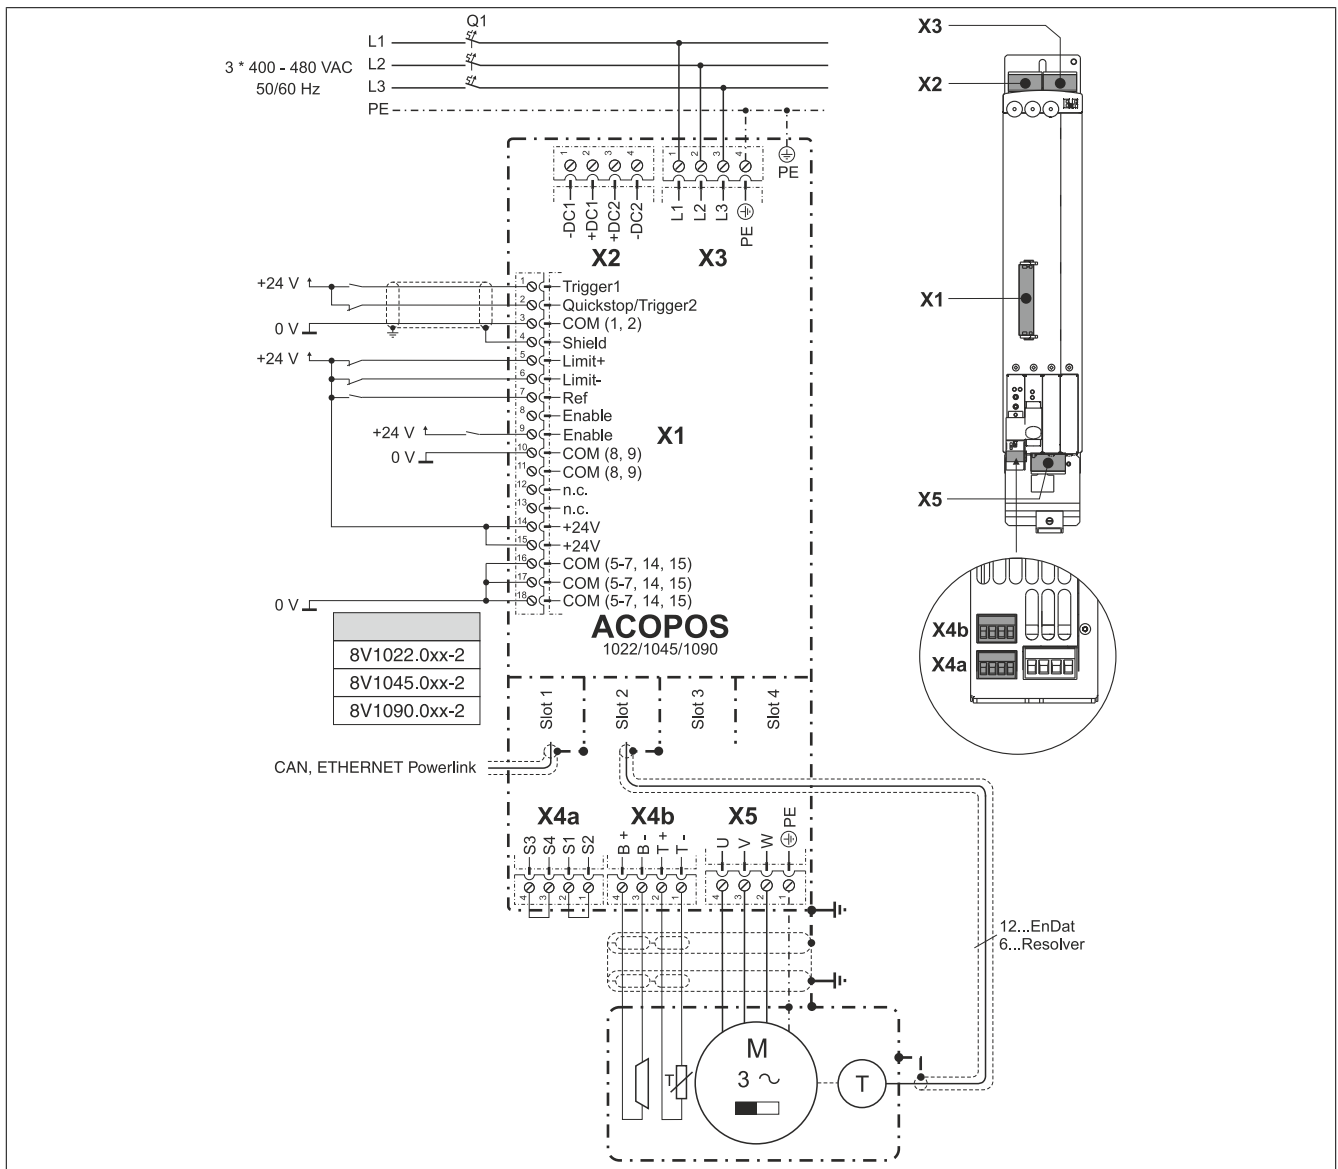 Q1
L1
3 * 400 - 480 VAC
L2
50/60 Hz
L3
PE
1 2 3 4
1 2 3 4
PE
-DC1 +DC1 +DC2 -DC2
L1 L2 L3 PE
X2 X3
+24 V
0 V
+24 V
+24 V
0 V
0 V
1 Trigger1
2 Quickstop/Trigger2
3 COM (1, 2)
4 Shield
5 Limit+
6 Limit-
7 Ref
8 Enable
9 Enable
10 COM (8, 9)
11 COM (8, 9)
12 n.c.
13 n.c.
14 +24V
15 +24V
16 COM (5-7, 14, 15)
17 COM (5-7, 14, 15)
18 COM (5-7, 14, 15)
X1
ACOPOS
1022/1045/1090
8V1022.0xx-2
8V1045.0xx-2
8V1090.0xx-2
Slot 1 Slot 2 Slot 3 Slot 4
CAN, ETHERNET Powerlink
X4a X4b X5
S3 S4 S1 S2
B+ B- T+ T-
U V W PE
4 3 2 1
4 3 2 1
4 3 2 1
12...EnDat
6...Resolver
M
3 ~
T
T
X3
X2
X1
X5
X4b
X4a